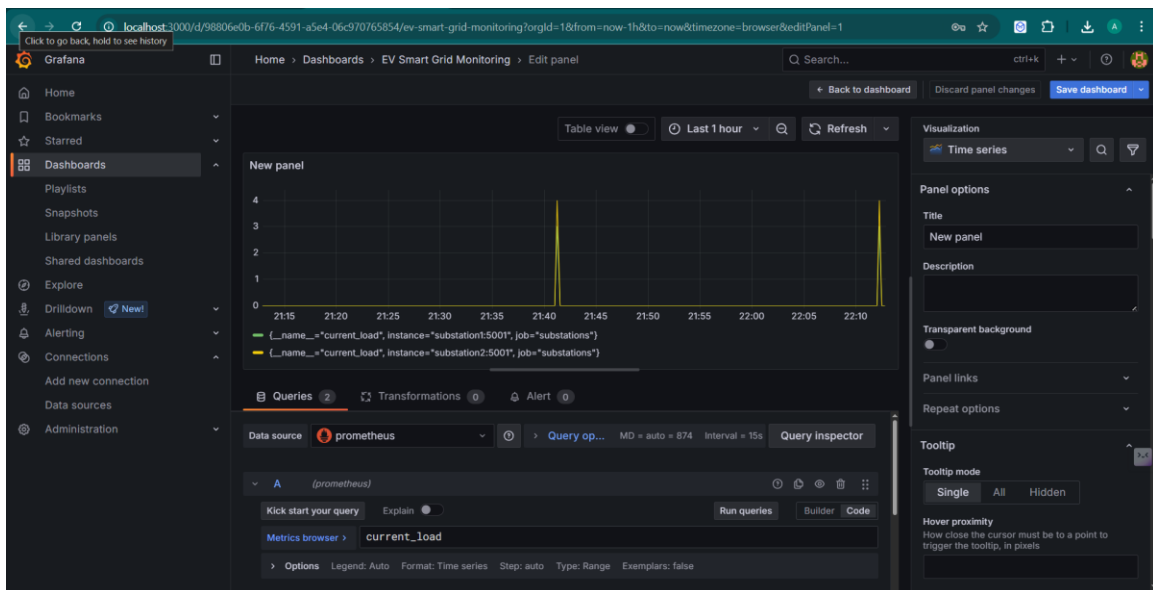 localhost:3000/d/98806e0b-6f76-4591-a5e4-06c970765854/ev-smart-grid-monitoring?orgId=1&from=now-1h&to=now&timezone=browser&editPanel=1
Click to go back, hold to see history
Grafana
Home > Dashboards > EV Smart Grid Monitoring > Edit panel
Search...
ctrl+k
Home
Bookmarks
Starred
Dashboards
Playlists
Snapshots
Library panels
Shared dashboards
Explore
Drilldown New!
Alerting
Connections
Add new connection
Data sources
Administration
Back to dashboard
Discard panel changes
Save dashboard
Table view
Last 1 hour
Refresh
New panel
4
3
2
1
0
21:15 21:20 21:25 21:30 21:35 21:40 21:45 21:50 21:55 22:00 22:05 22:10
{__name__="current_load", instance="substation1:5001", job="substations"}
{__name__="current_load", instance="substation2:5001", job="substations"}
Queries 2 Transformations 0 Alert 0
Data source prometheus > Query op... MD = auto = 874 Interval = 15s Query inspector
A (prometheus)
Kick start your query Explain Run queries Builder Code
Metrics browser > current_load
> Options Legend: Auto Format: Time series Step: auto Type: Range Exemplars: false
Visualization
Time series
Panel options
Title
New panel
Description
Transparent background
Panel links
Repeat options
Tooltip
Tooltip mode
Single All Hidden
Hover proximity
How close the cursor must be to a point to
trigger the tooltip, in pixels